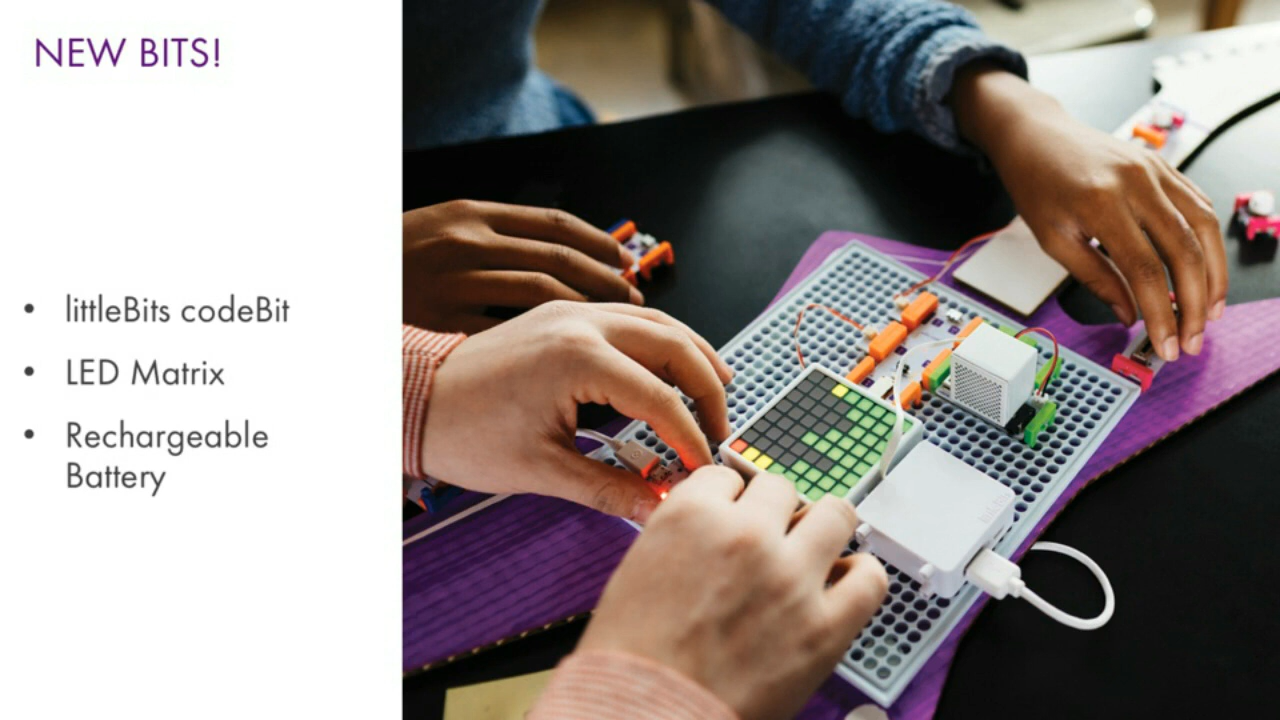 NEW BITS!
• littleBits codeBit
• LED Matrix
• Rechargeable
Battery